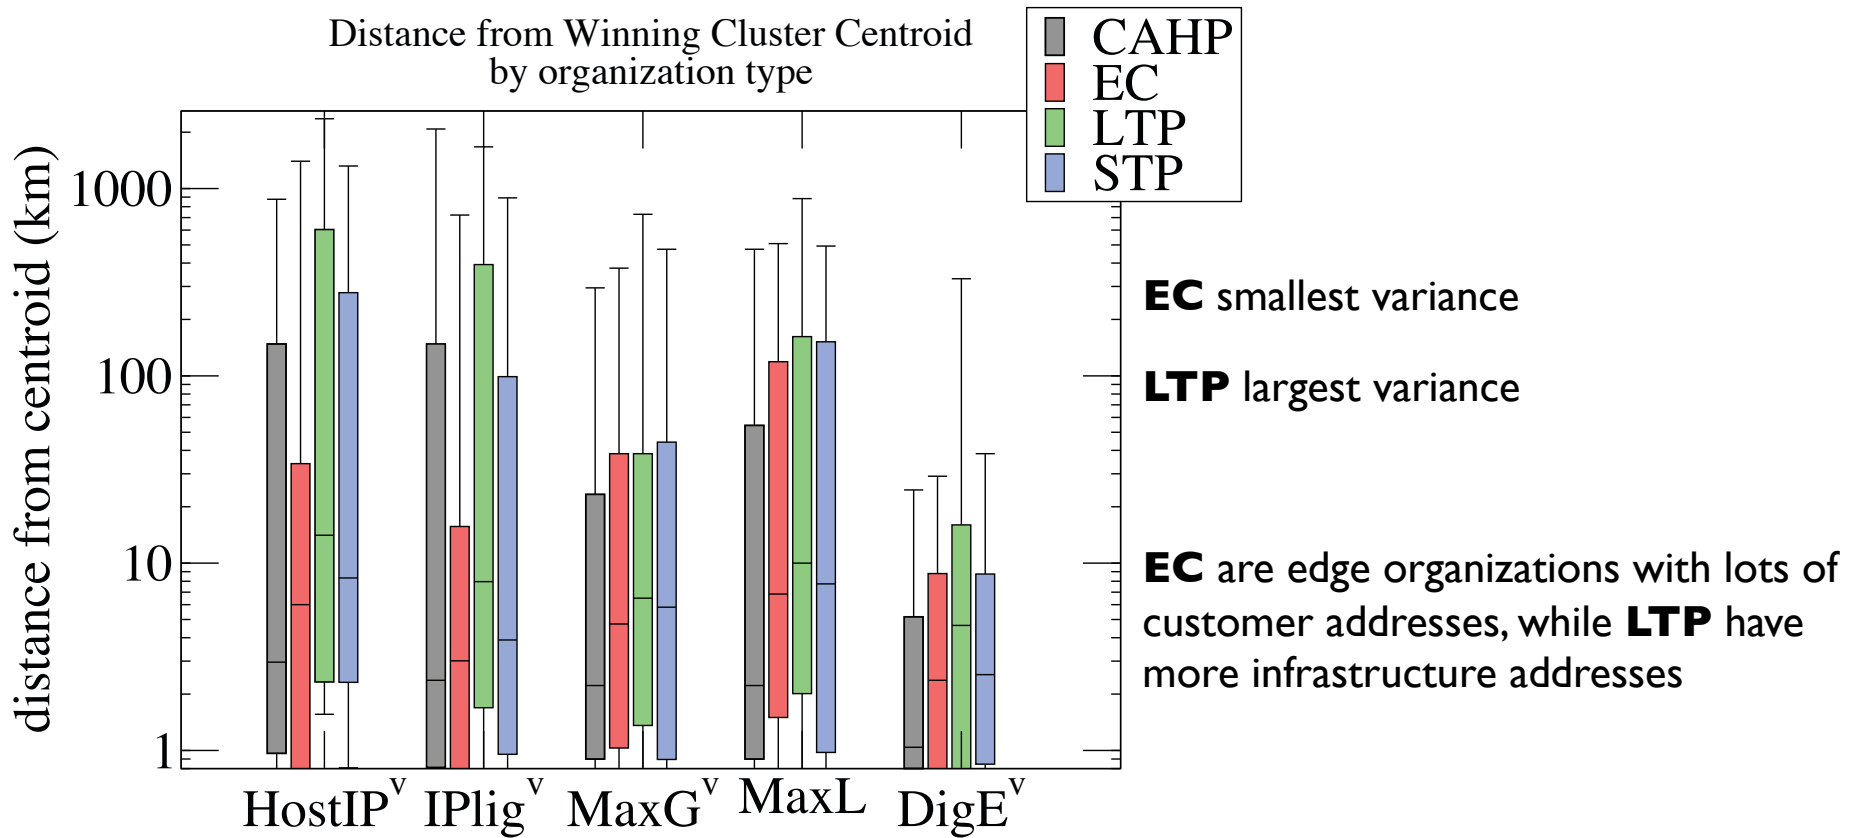 Distance from Winning Cluster Centroid
by organization type
CAHP
EC
LTP
STP
distance from centroid (km)
1000
100
10
1
HostIP^v IPlig^v MaxG^v MaxL DigE^v
EC smallest variance
LTP largest variance
EC are edge organizations with lots of
customer addresses, while LTP have
more infrastructure addresses